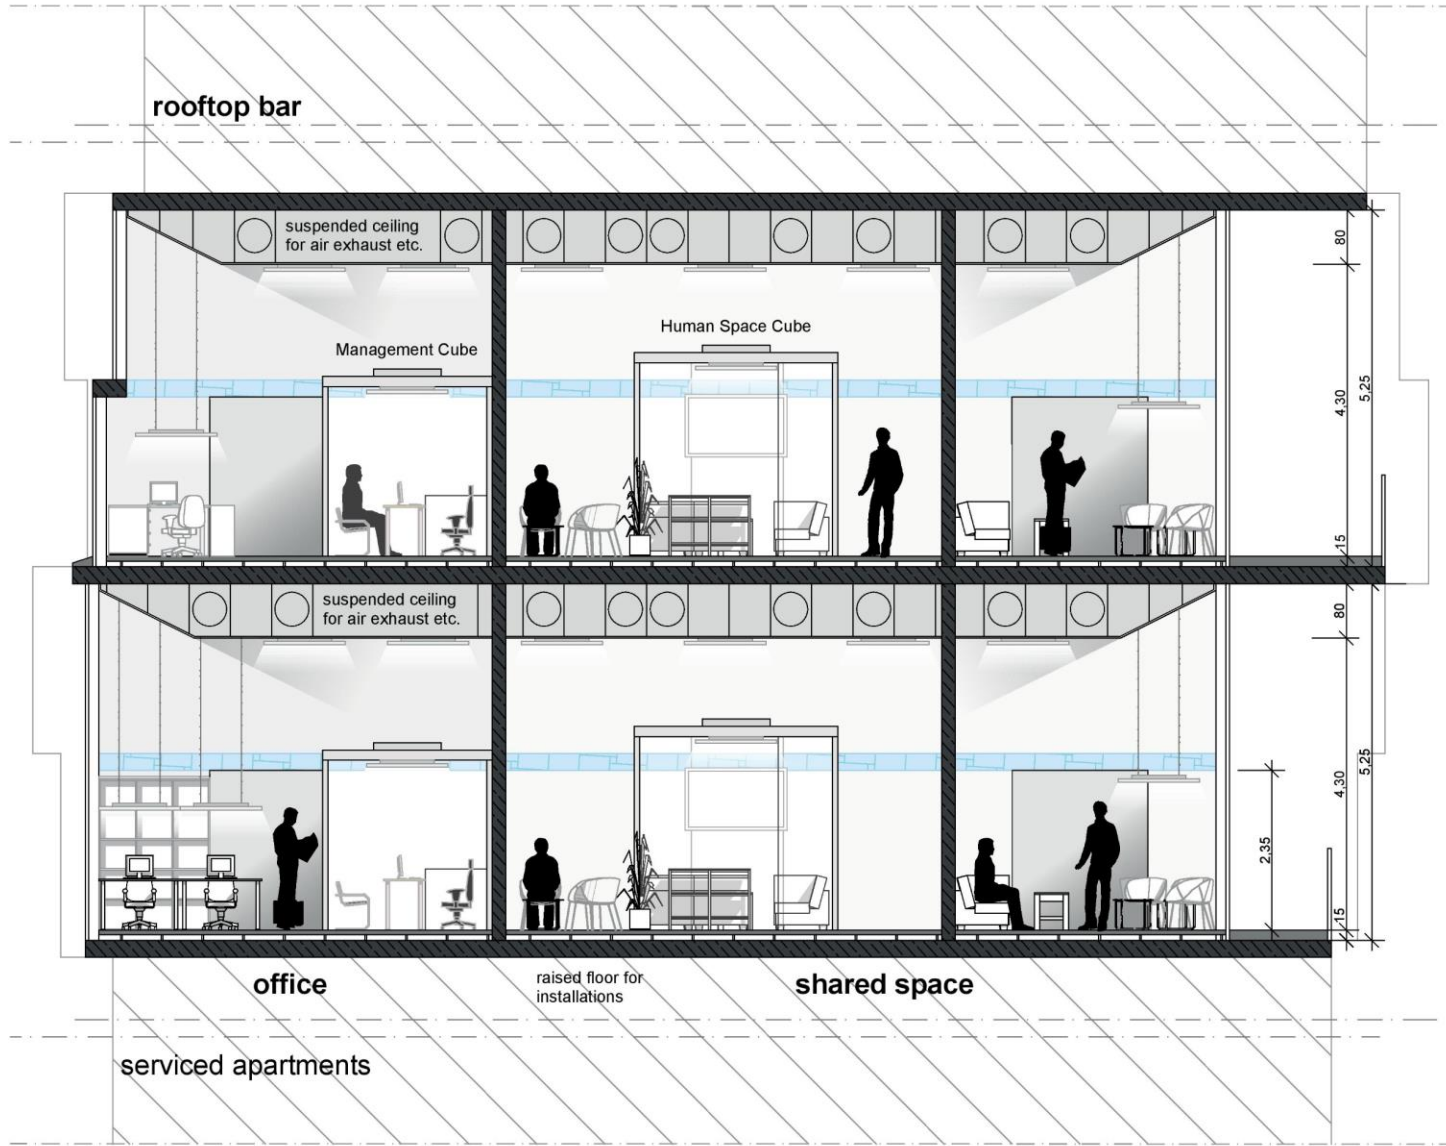 rooftop bar
suspended ceiling
for air exhaust etc.
80
Human Space Cube
Management Cube
4,30
5,25
15
suspended ceiling
for air exhaust etc.
80
4,30
5,25
2,35
15
office
raised floor for
installations
shared space
serviced apartments